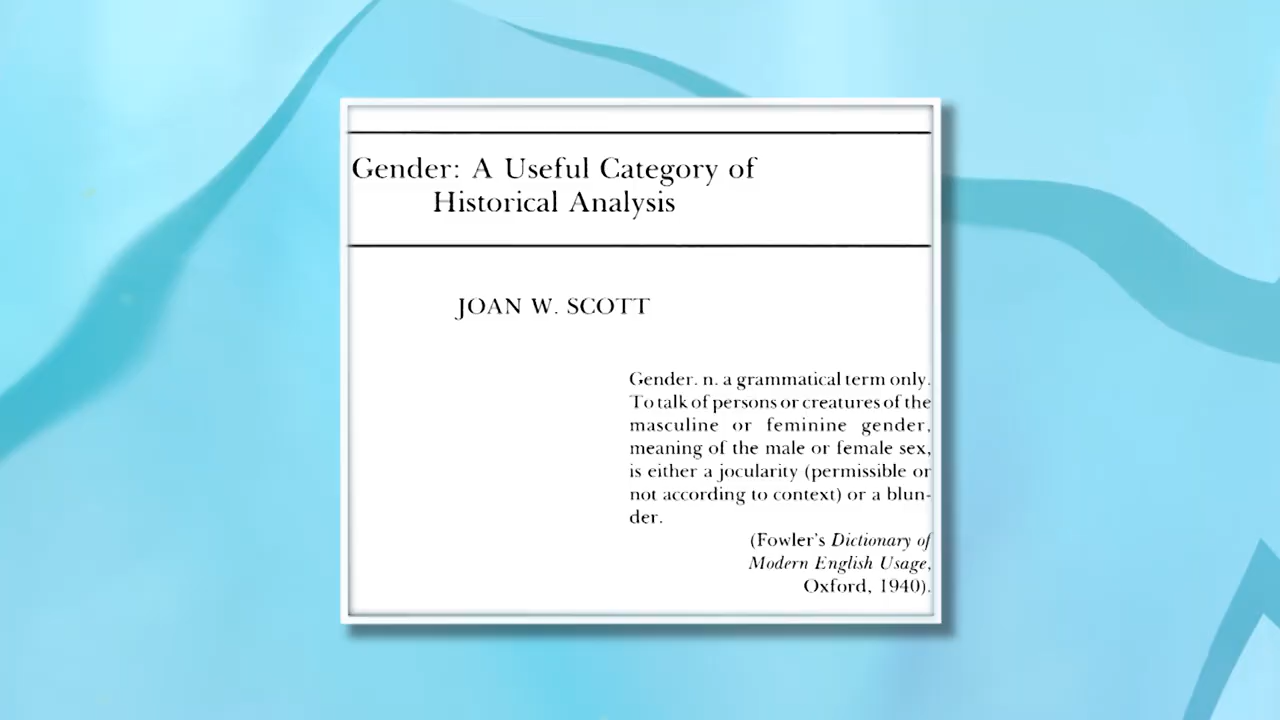 Gender: A Useful Category of
Historical Analysis
JOAN W. SCOTT
Gender. n. a grammatical term only.
To talk of persons or creatures of the
masculine or feminine gender,
meaning of the male or female sex,
is either a jocularity (permissible or
not according to context) or a blun-
der.
(Fowler's Dictionary of
Modern English Usage,
Oxford, 1940).